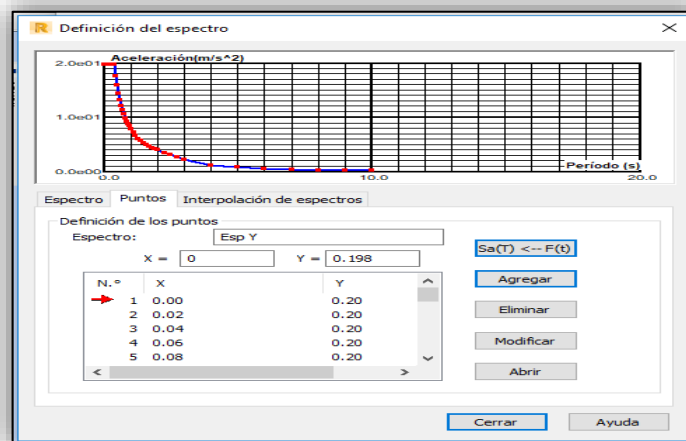 R Definición del espectro
2.0e01 Aceleración(m/s^2)
1.0e01
0.0e00 Período (s)
0.0 10.0 20.0
Espectro Puntos Interpolación de espectros
Definición de los puntos
Espectro: Esp Y
X = 0 Y = 0.198
N.° X Y
1 0.00 0.20
2 0.02 0.20
3 0.04 0.20
4 0.06 0.20
5 0.08 0.20
Sa(T) <-- F(t)
Agregar
Eliminar
Modificar
Abrir
Cerrar Ayuda